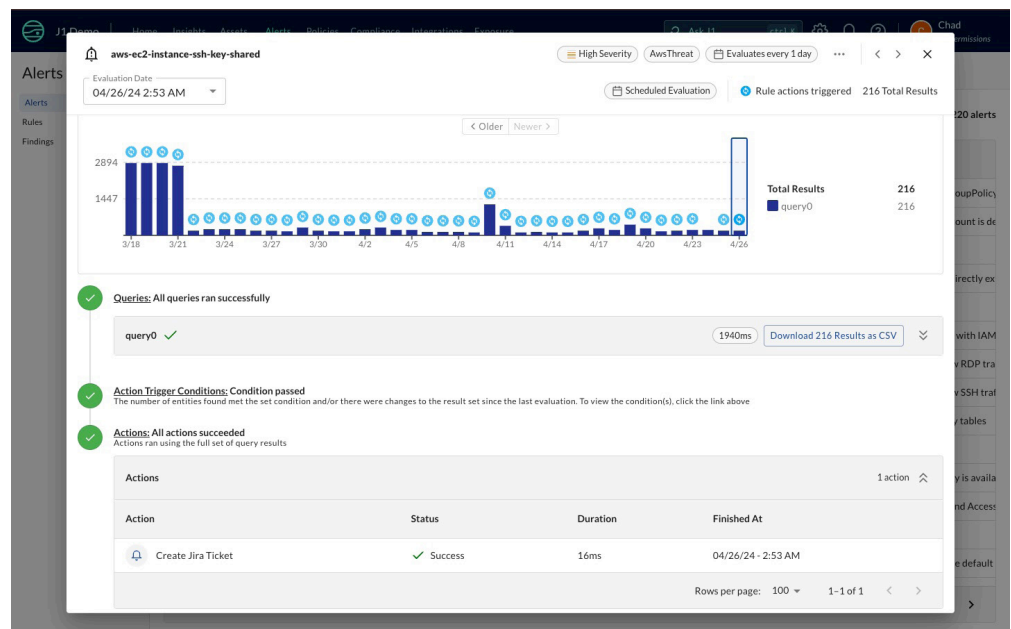 J1 Demo Home Insights Assets Alerts Policies Compliance Integrations Exposure Ask J1 ctrl K Chad
aws-ec2-instance-ssh-key-shared High Severity AwsThreat Evaluates every 1 day ...
Alerts
Evaluation Date
04/26/24 2:53 AM
Scheduled Evaluation Rule actions triggered 216 Total Results
Alerts
Rules
Findings
220 alerts
< Older Newer >
2894
1447
3/18 3/21 3/24 3/27 3/30 4/2 4/5 4/8 4/11 4/14 4/17 4/20 4/23 4/26
Total Results 216
query0 216
oupPolicy
ount is de
irectly ex
Queries: All queries ran successfully
query0 1940ms Download 216 Results as CSV
with IAM
w RDP tra
w SSH traf
Action Trigger Conditions: Condition passed
The number of entities found met the set condition and/or there were changes to the result set since the last evaluation. To view the condition(s), click the link above
y tables
Actions: All actions succeeded
Actions ran using the full set of query results
Actions 1 action
y is availa
nd Access
Action Status Duration Finished At
Create Jira Ticket Success 16ms 04/26/24 - 2:53 AM
e default
Rows per page: 100 1–1 of 1